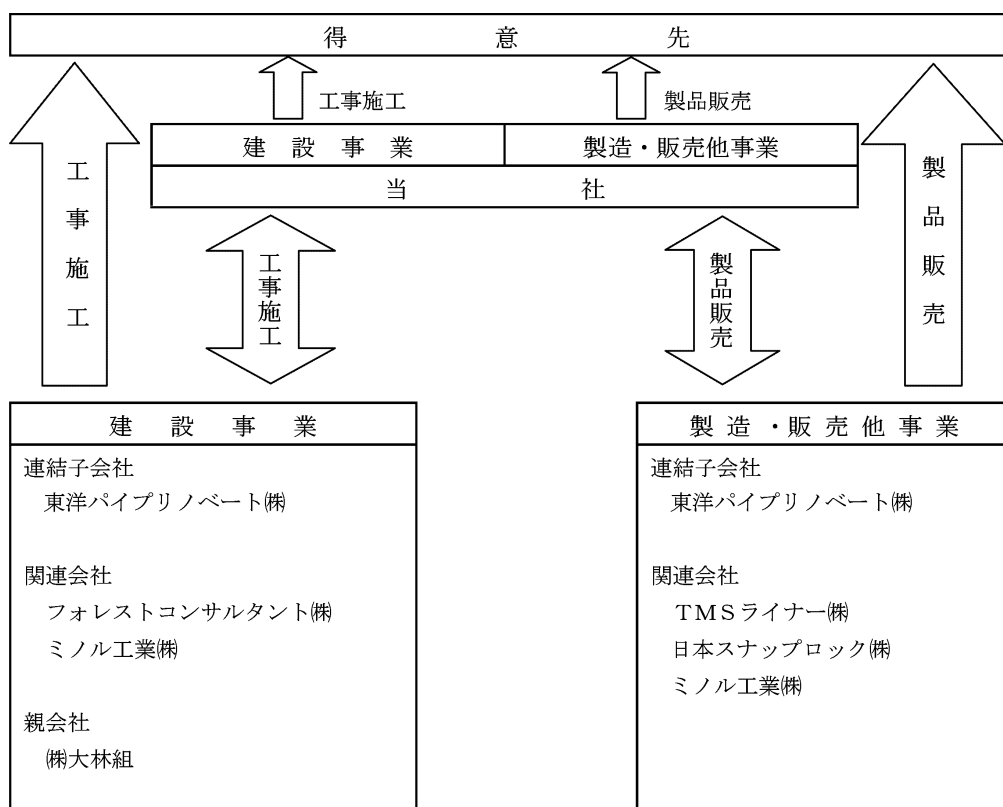 得意先
工事施工
製品販売
建設事業
製造・販売他事業
当社
工事施工
工事施工
製品販売
製品販売
建設事業
連結子会社
東洋パイプリノベート㈱
関連会社
フォレストコンサルタント㈱
ミノル工業㈱
親会社
㈱大林組
製造・販売他事業
連結子会社
東洋パイプリノベート㈱
関連会社
ＴＭＳライナー㈱
日本スナップロック㈱
ミノル工業㈱